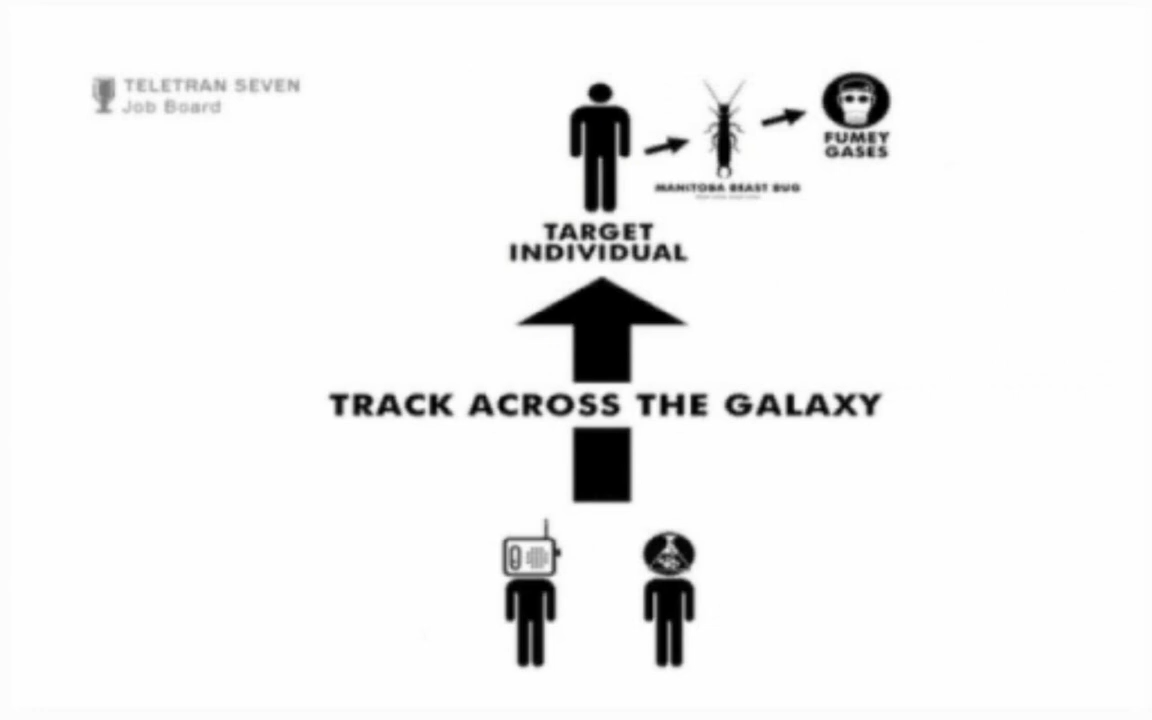 TELETRAN SEVEN
Job Board
FUMEY
GASES
MANITOBA BEAST BUG
TARGET
INDIVIDUAL
TRACK ACROSS THE GALAXY